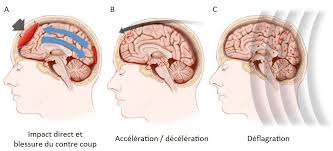 A
B
C
Impact direct et
blessure du contre coup
Accélération / décélération
Déflagration